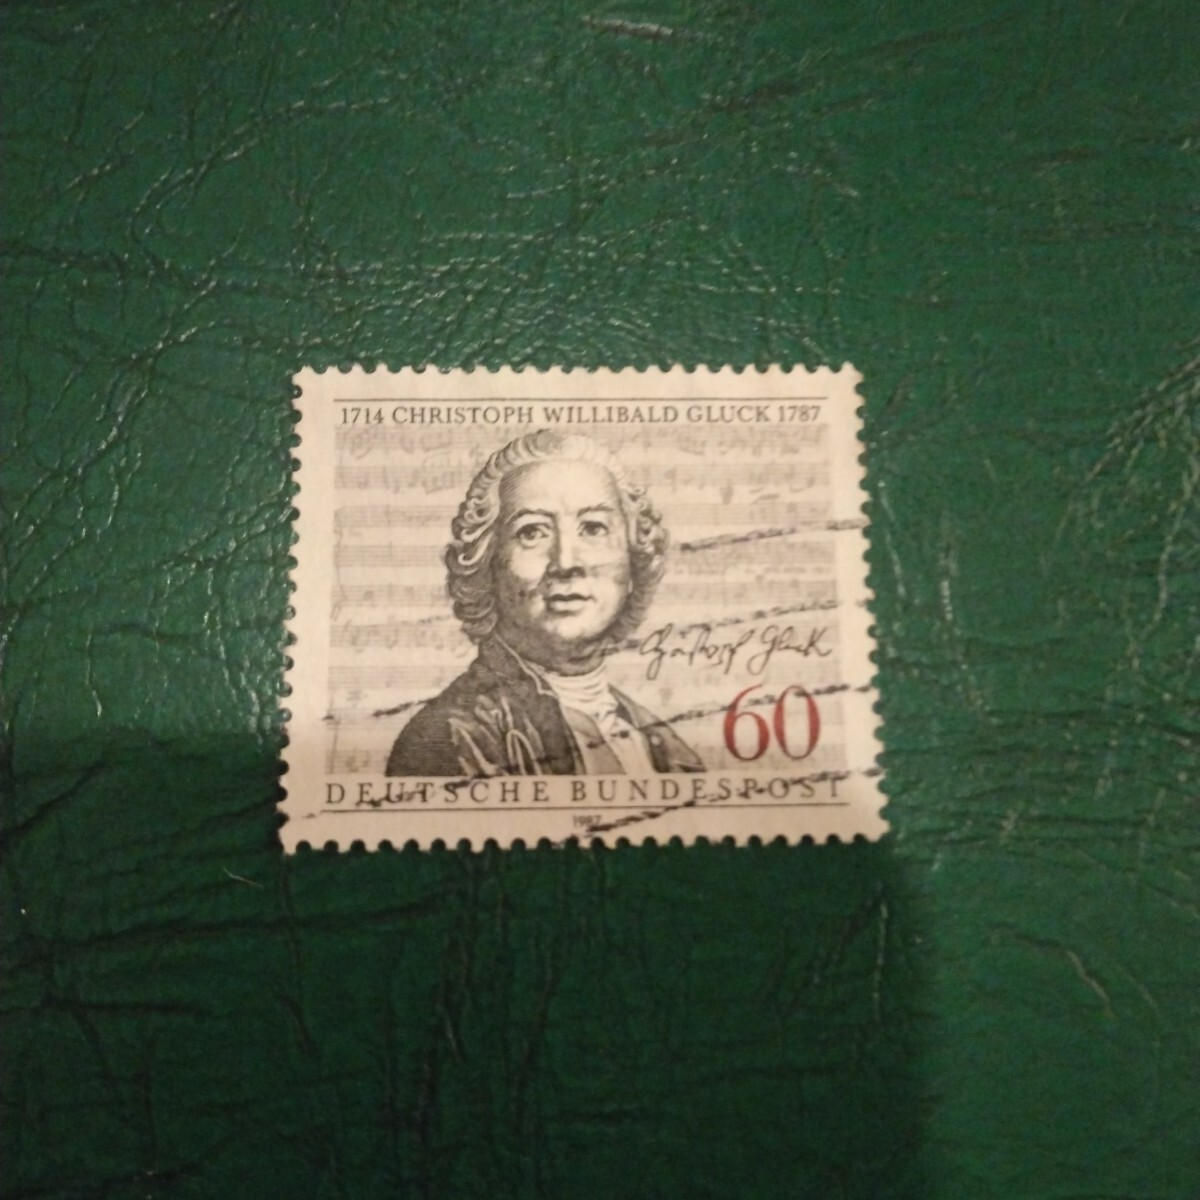 1714 CHRISTOPH WILLIBALD GLUCK 1787
Christoph Gluck
60
DEUTSCHE BUNDESPOST
1987